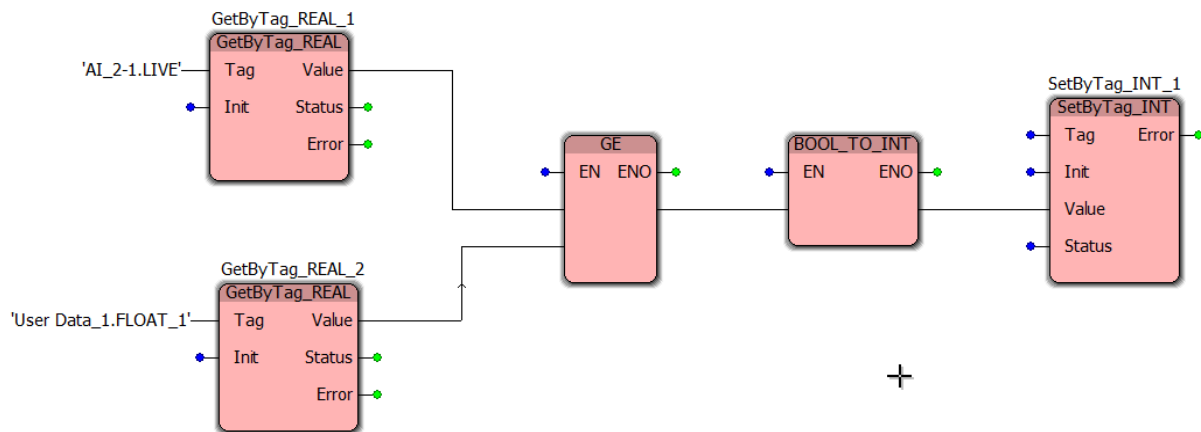 GetByTag_REAL_1
GetByTag_REAL
'AI_2-1.LIVE' Tag Value
Init Status
Error
GetByTag_REAL_2
GetByTag_REAL
'User Data_1.FLOAT_1' Tag Value
Init Status
Error
GE
EN ENO
BOOL_TO_INT
EN ENO
SetByTag_INT_1
SetByTag_INT
Tag Error
Init
Value
Status